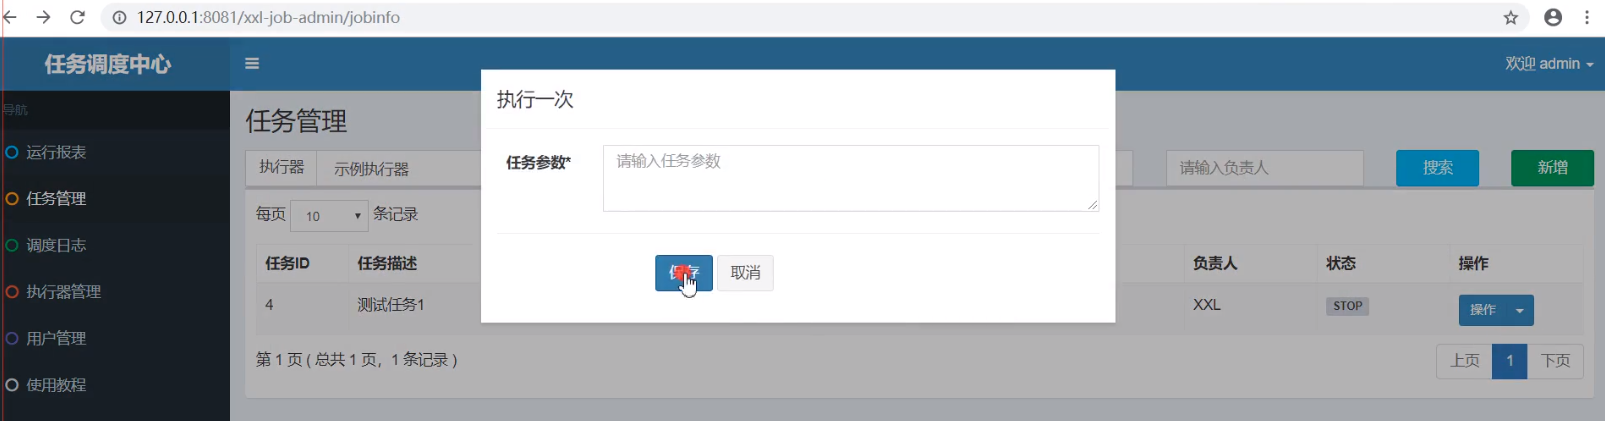 127.0.0.1:8081/xxl-job-admin/jobinfo
任务调度中心
欢迎 admin
导航
运行报表
任务管理
调度日志
执行器管理
用户管理
使用教程
任务管理
执行器 示例执行器 请输入负责人 搜索 新增
每页 10 条记录
任务ID 任务描述 负责人 状态 操作
4 测试任务1 XXL STOP 操作
第 1 页 ( 总共 1 页，1 条记录 ) 上页 1 下页
执行一次
任务参数* 请输入任务参数
保存 取消